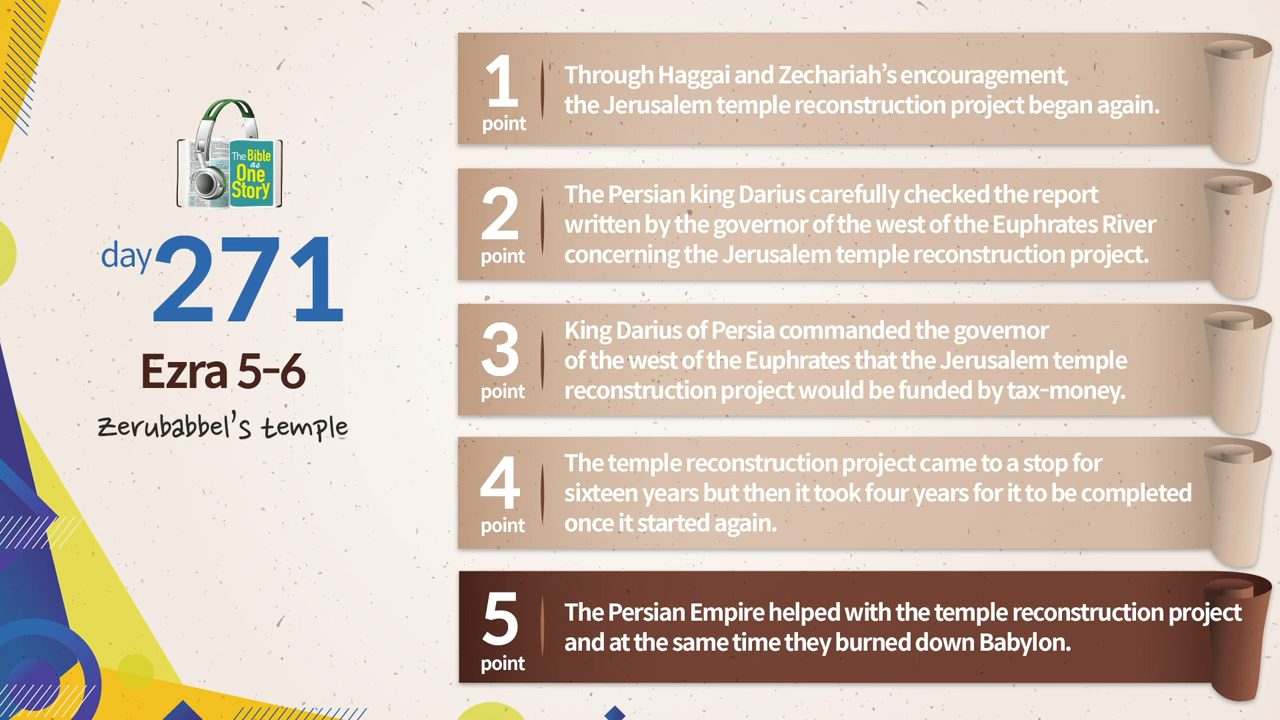 The Bible
as
One
Story
day 271
Ezra 5-6
Zerubabbel's temple
1
point
Through Haggai and Zechariah's encouragement,
the Jerusalem temple reconstruction project began again.
2
point
The Persian king Darius carefully checked the report
written by the governor of the west of the Euphrates River
concerning the Jerusalem temple reconstruction project.
3
point
King Darius of Persia commanded the governor
of the west of the Euphrates that the Jerusalem temple
reconstruction project would be funded by tax-money.
4
point
The temple reconstruction project came to a stop for
sixteen years but then it took four years for it to be completed
once it started again.
5
point
The Persian Empire helped with the temple reconstruction project
and at the same time they burned down Babylon.